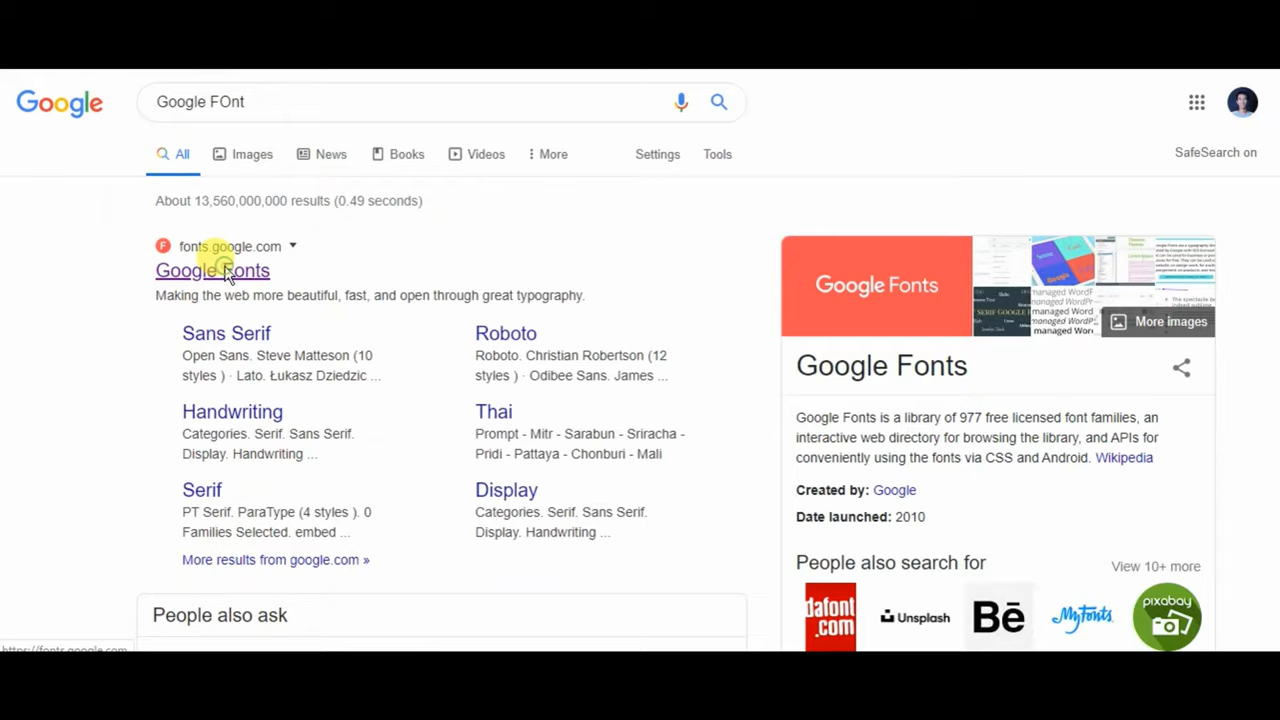 Google
Google FOnt
All
Images
News
Books
Videos
More
Settings
Tools
SafeSearch on
About 13,560,000,000 results (0.49 seconds)
fonts.google.com
Google Fonts
Making the web more beautiful, fast, and open through great typography.
Sans Serif
Open Sans. Steve Matteson (10
styles ) · Lato. Łukasz Dziedzic ...
Roboto
Roboto. Christian Robertson (12
styles ) · Odibee Sans. James ...
Handwriting
Categories. Serif. Sans Serif.
Display. Handwriting ...
Thai
Prompt - Mitr - Sarabun - Sriracha -
Pridi - Pattaya - Chonburi - Mali
Serif
PT Serif. ParaType (4 styles ). 0
Families Selected. embed ...
Display
Categories. Serif. Sans Serif.
Display. Handwriting ...
More results from google.com »
People also ask
https://fonts.google.com
Google Fonts
More images
Google Fonts
Google Fonts is a library of 977 free licensed font families, an
interactive web directory for browsing the library, and APIs for
conveniently using the fonts via CSS and Android. Wikipedia
Created by: Google
Date launched: 2010
People also search for
View 10+ more
dafont
.com
Unsplash
Bē
MyFonts
pixabay